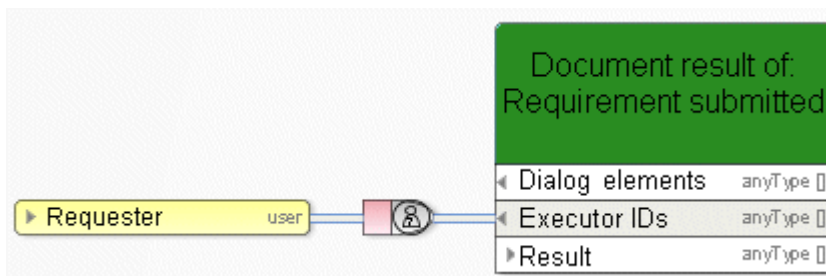 Document result of:
Requirement submitted
Dialog elements anyType []
Requester user
Executor IDs anyType []
Result anyType []